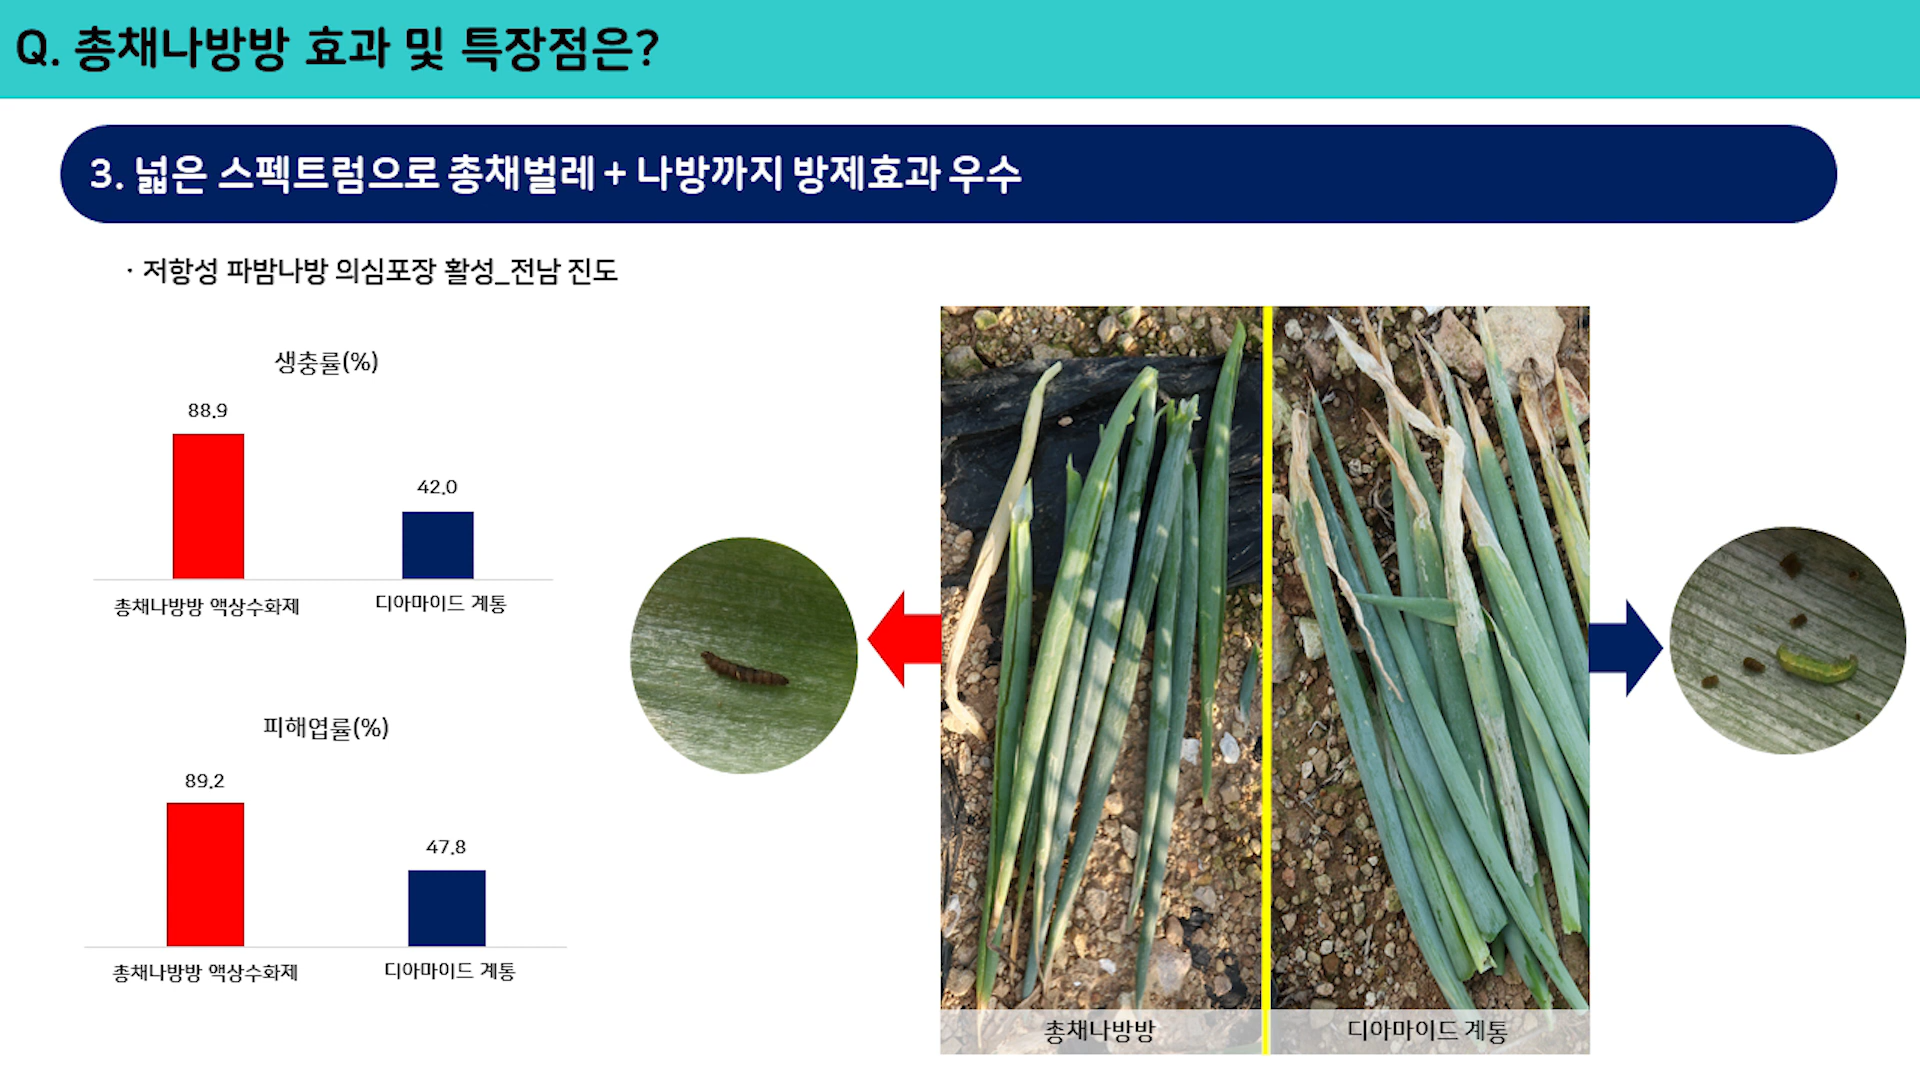 Q. 총채나방방 효과 및 특장점은?
3. 넓은 스펙트럼으로 총채벌레 + 나방까지 방제효과 우수
· 저항성 파밤나방 의심포장 활성_전남 진도
생충률(%)
88.9
42.0
총채나방방 액상수화제
디아마이드 계통
피해엽률(%)
89.2
47.8
총채나방방 액상수화제
디아마이드 계통
총채나방방
디아마이드 계통